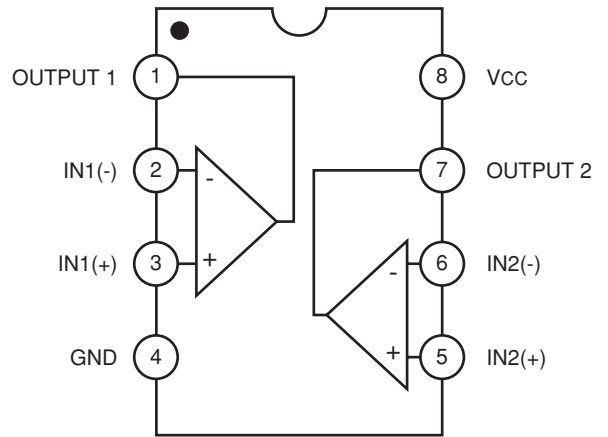 OUTPUT 1 1 8 VCC
IN1(-) 2 - 7 OUTPUT 2
IN1(+) 3 + - 6 IN2(-)
GND 4 + 5 IN2(+)